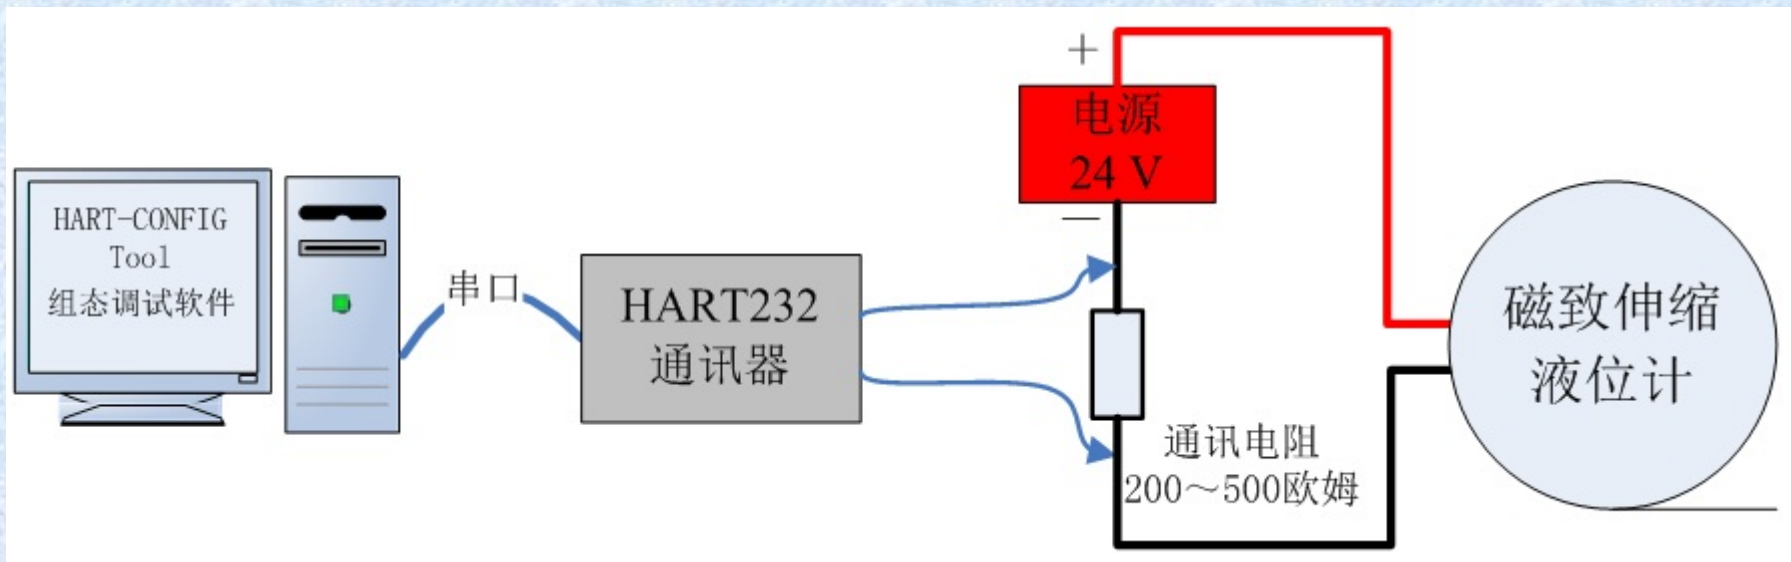 HART-CONFIG
Tool
组态调试软件
串口
HART232
通讯器
+
电源
24 V
—
通讯电阻
200～500欧姆
磁致伸缩
液位计